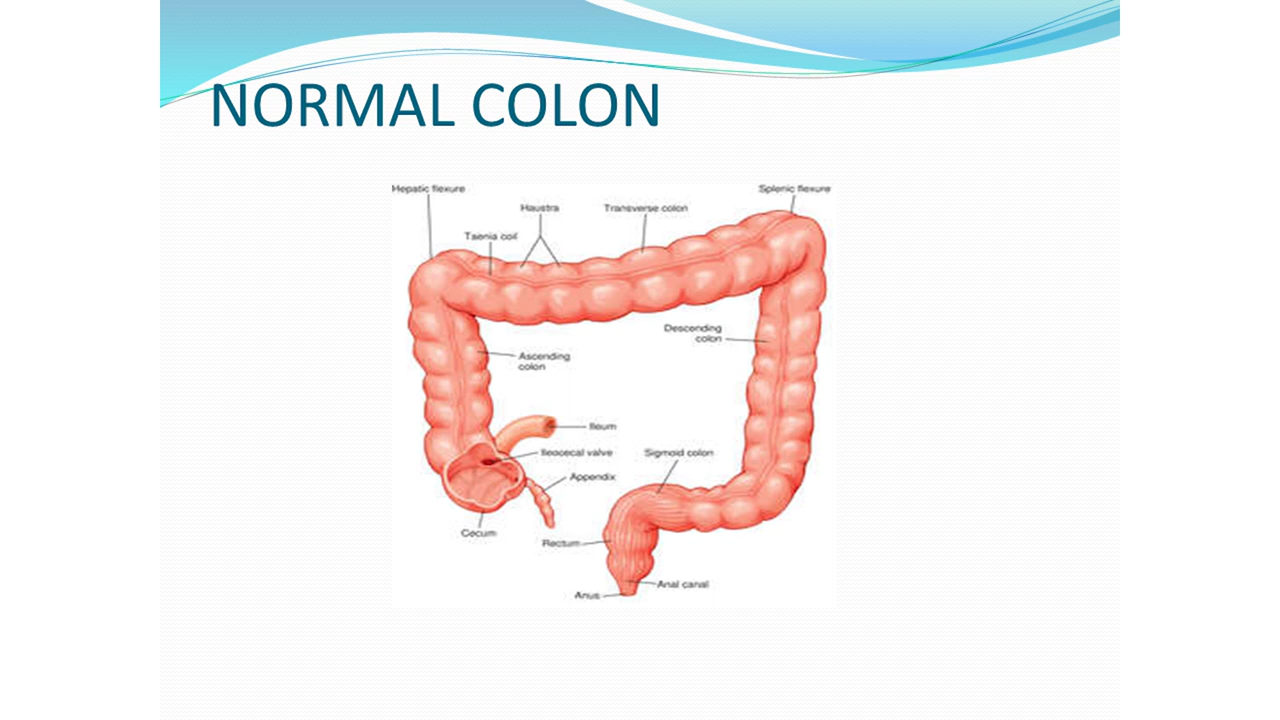 NORMAL COLON
Hepatic flexure
Splenic flexure
Haustra
Transverse colon
Taenia coil
Descending
colon
Ascending
colon
Ileum
Ileocecal valve
Sigmoid colon
Appendix
Cecum
Rectum
Anal canal
Anus